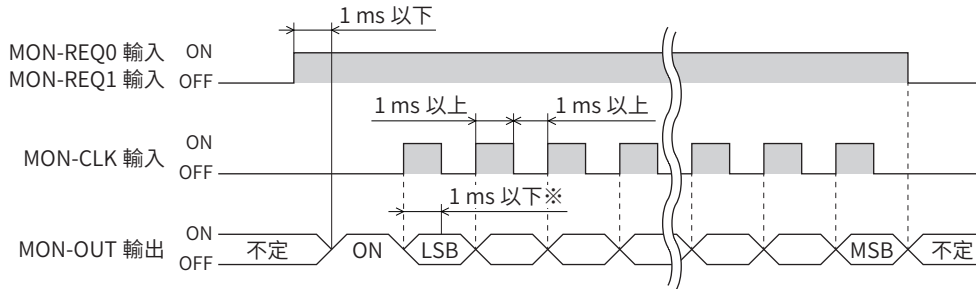 1 ms 以下
MON-REQ0 輸入 ON
MON-REQ1 輸入 OFF
1 ms 以上 1 ms 以上
MON-CLK 輸入 ON
OFF
1 ms 以下※
MON-OUT 輸出 ON
OFF
不定 ON LSB MSB 不定